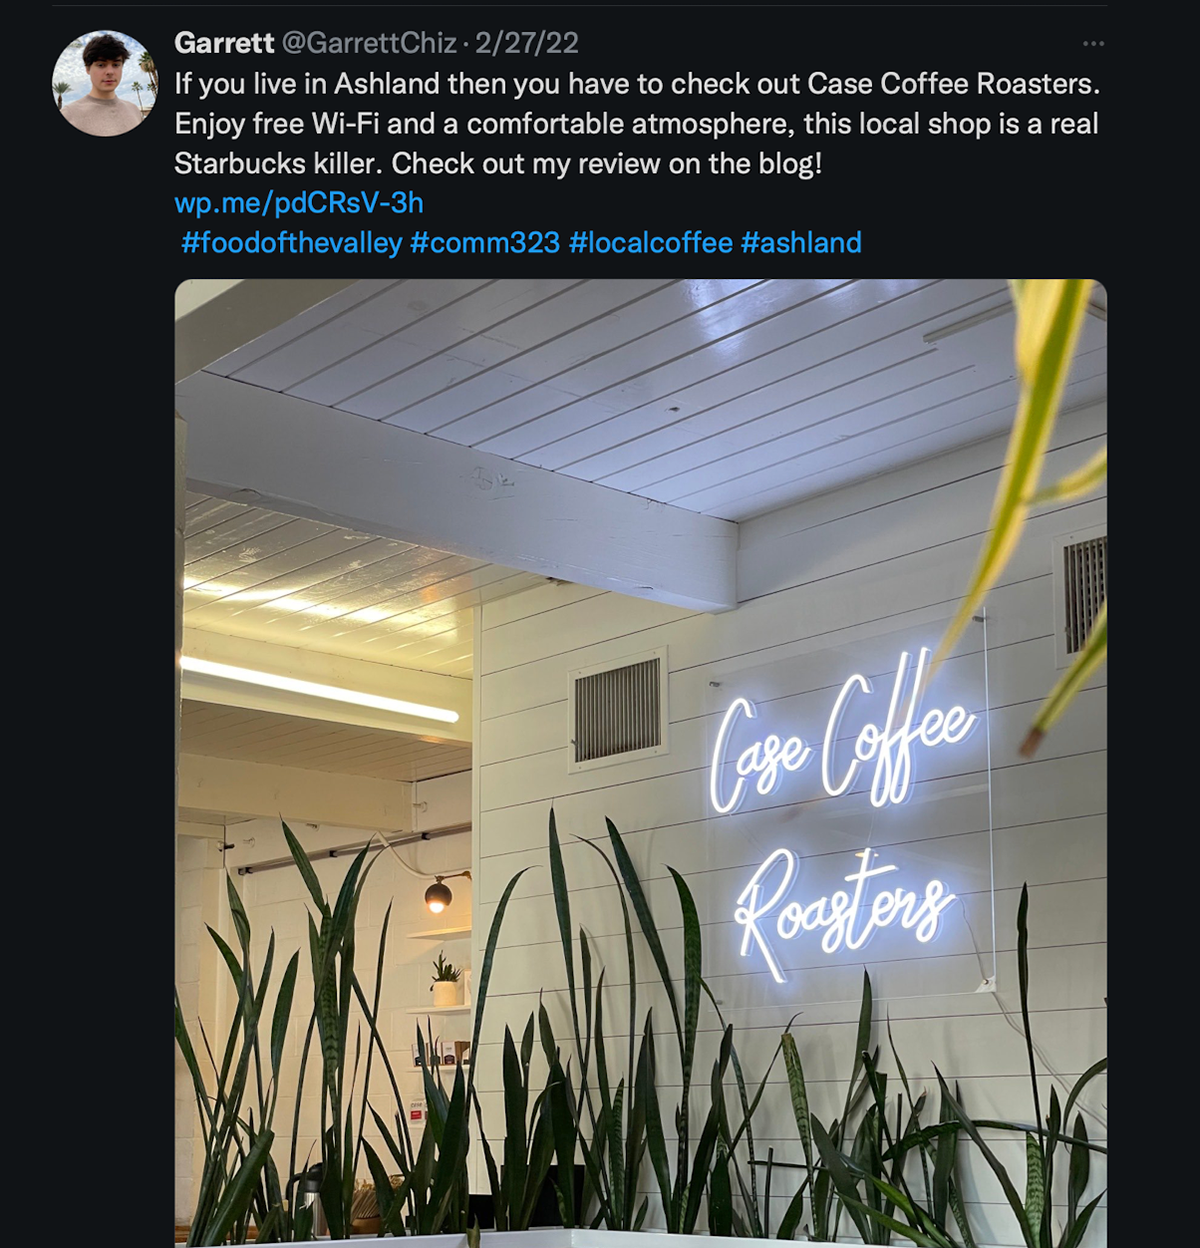 Garrett @GarrettChiz · 2/27/22
If you live in Ashland then you have to check out Case Coffee Roasters.
Enjoy free Wi-Fi and a comfortable atmosphere, this local shop is a real
Starbucks killer. Check out my review on the blog!
wp.me/pdCRsV-3h
#foodofthevalley #comm323 #localcoffee #ashland
Case Coffee
Roasters